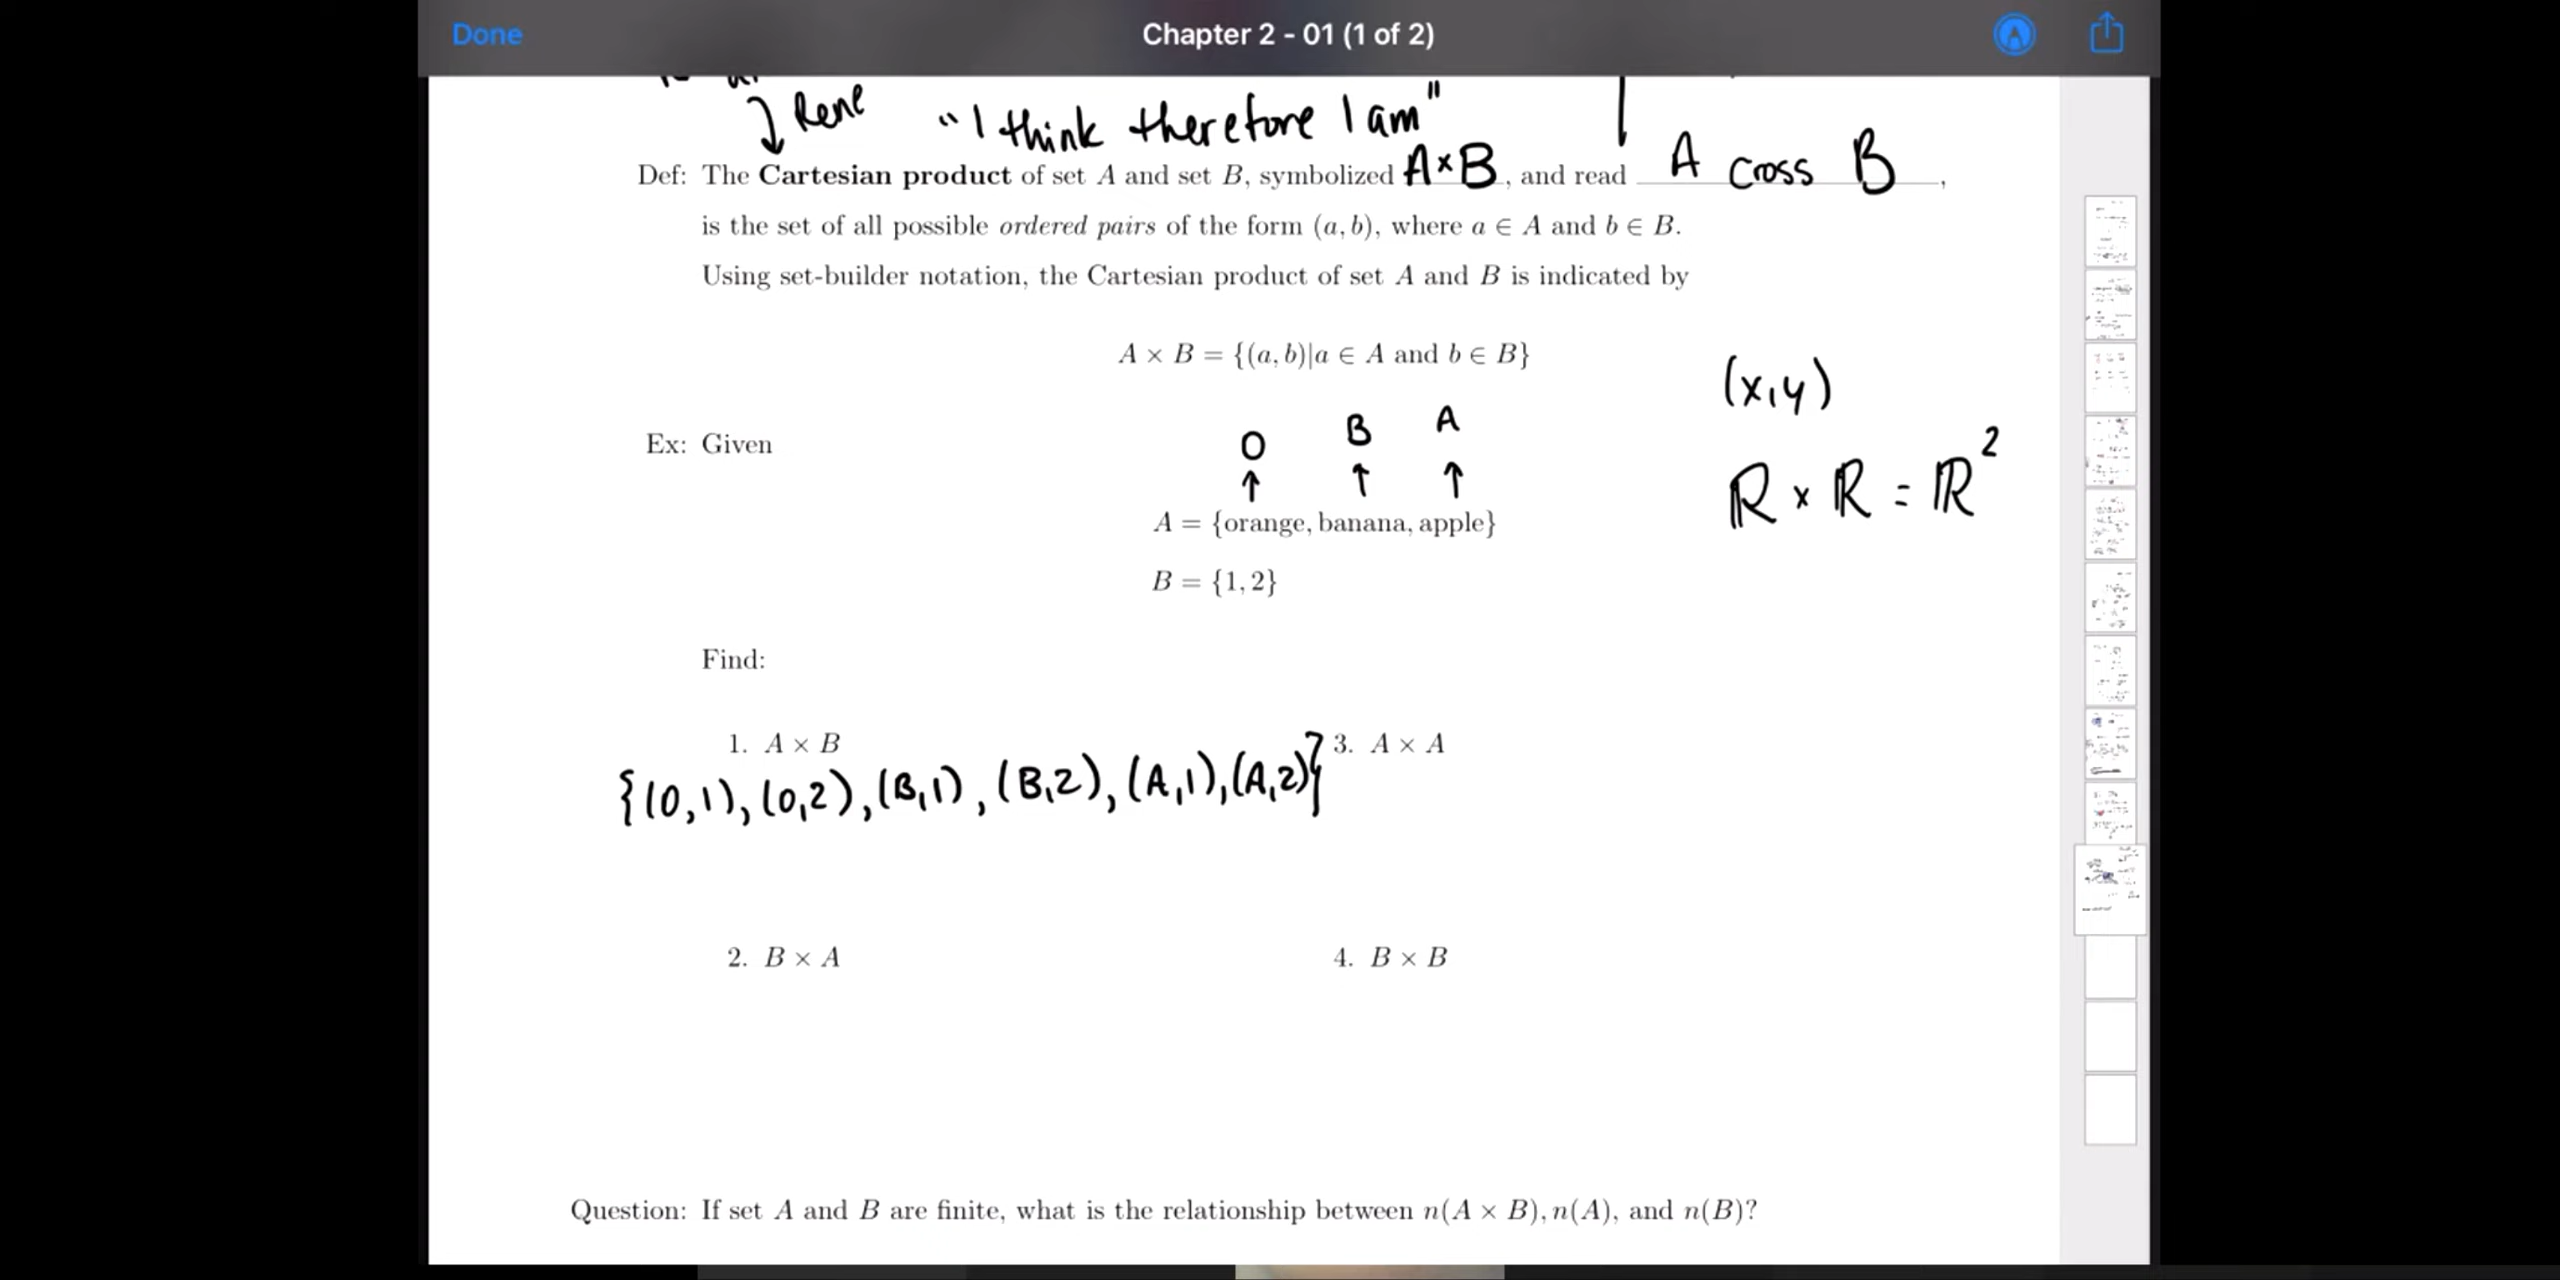 Done
Chapter 2 - 01 (1 of 2)
Rene "I think therefore I am"
Def: The Cartesian product of set A and set B, symbolized A×B, and read A cross B,
is the set of all possible ordered pairs of the form (a, b), where a ∈ A and b ∈ B.
Using set-builder notation, the Cartesian product of set A and B is indicated by
A × B = {(a, b)|a ∈ A and b ∈ B}
(x,y)
O B A
Ex: Given
ℝ × ℝ = ℝ²
↑ ↑ ↑
A = {orange, banana, apple}
B = {1, 2}
Find:
1. A × B
{(O,1), (O,2), (B,1), (B,2), (A,1), (A,2)}
3. A × A
2. B × A
4. B × B
Question: If set A and B are finite, what is the relationship between n(A × B), n(A), and n(B)?